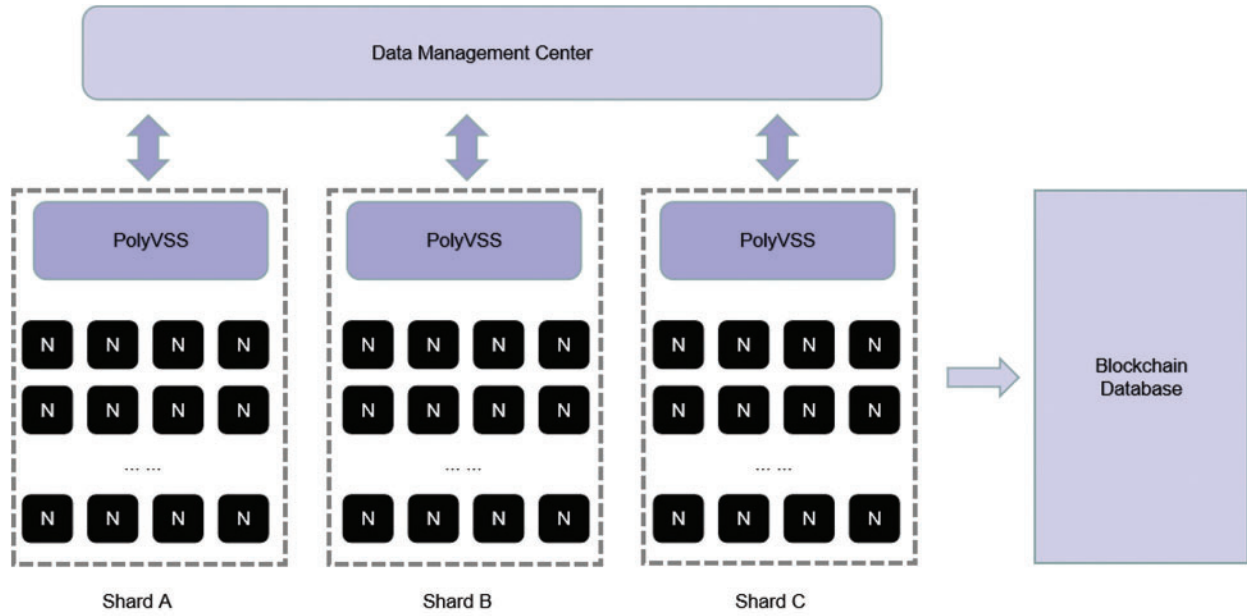 Data Management Center
PolyVSS PolyVSS PolyVSS
N N N N N N N N N N N N
N N N N N N N N N N N N
... ... ... ... ... ...
N N N N N N N N N N N N
Blockchain
Database
Shard A Shard B Shard C